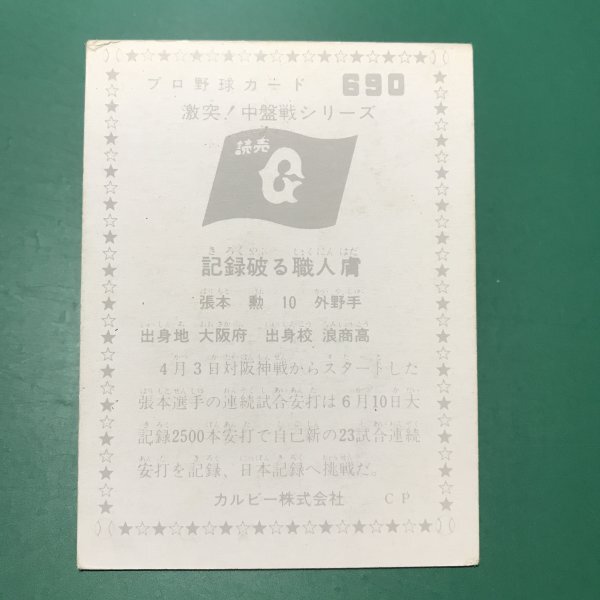 プロ野球カード 690
激突!中盤戦シリーズ
読売
G
記録破る職人膚
張本 勲 10 外野手
出身地 大阪府 出身校 浪商高
4月3日対阪神戦からスタートした
張本選手の連続試合安打は6月10日大
記録2500本安打で自己新の23試合連続
安打を記録、日本記録へ挑戦だ。
カルビー株式会社 CP